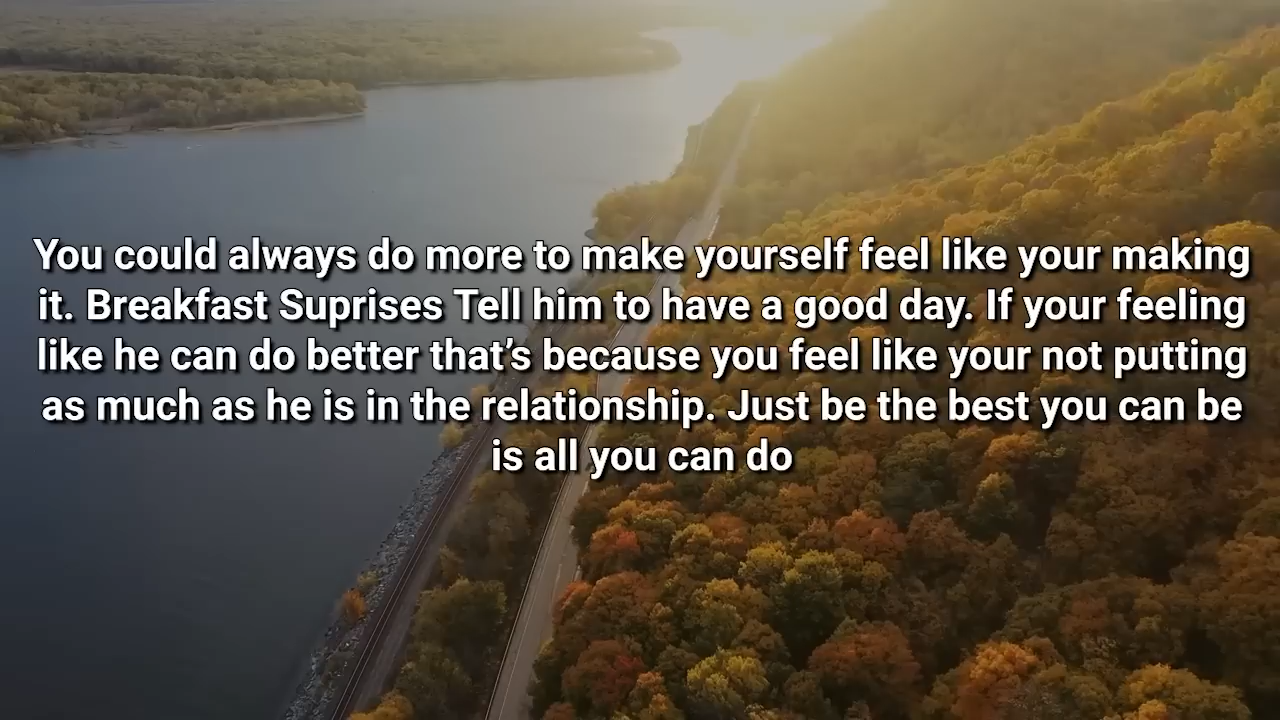 You could always do more to make yourself feel like your making
it. Breakfast Suprises Tell him to have a good day. If your feeling
like he can do better that’s because you feel like your not putting
as much as he is in the relationship. Just be the best you can be
is all you can do